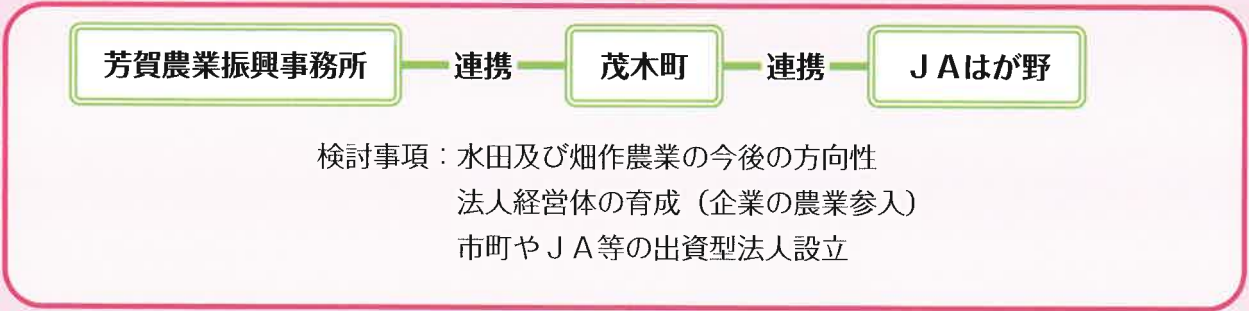 芳賀農業振興事務所 連携 茂木町 連携 ＪＡはが野
検討事項：水田及び畑作農業の今後の方向性
法人経営体の育成（企業の農業参入）
市町やＪＡ等の出資型法人設立